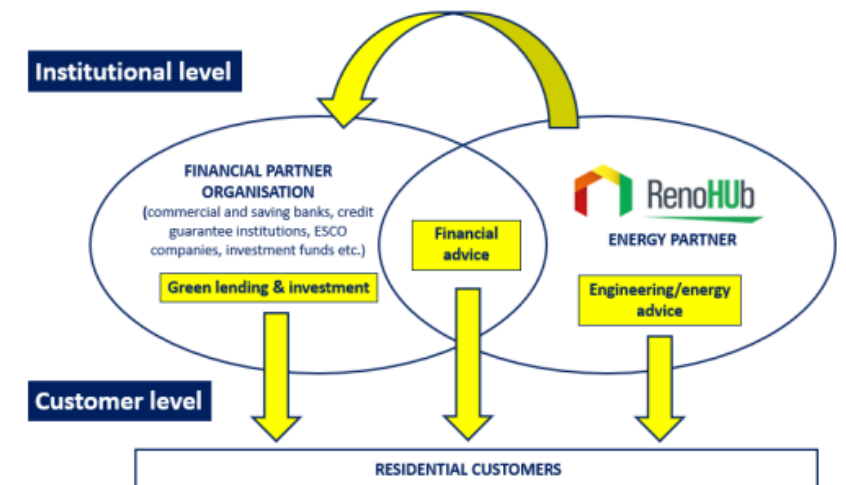 Institutional level
FINANCIAL PARTNER
ORGANISATION
(commercial and saving banks, credit
guarantee institutions, ESCO
companies, investment funds etc.)
Green lending & investment
Financial
advice
RenoHUb
ENERGY PARTNER
Engineering/energy
advice
Customer level
RESIDENTIAL CUSTOMERS